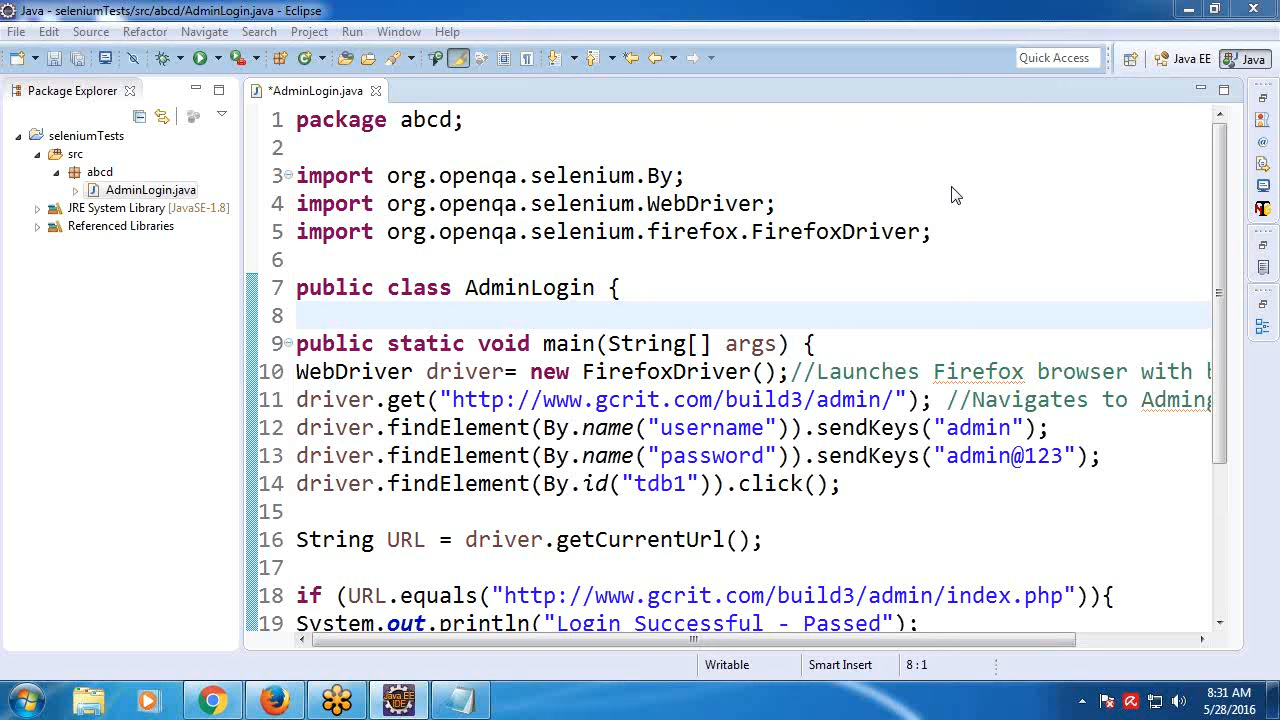 Java - seleniumTests/src/abcd/AdminLogin.java - Eclipse
File Edit Source Refactor Navigate Search Project Run Window Help
Quick Access
Java EE
Java
Package Explorer
*AdminLogin.java
seleniumTests
src
abcd
AdminLogin.java
JRE System Library [JavaSE-1.8]
Referenced Libraries
1 package abcd;
2
3 import org.openqa.selenium.By;
4 import org.openqa.selenium.WebDriver;
5 import org.openqa.selenium.firefox.FirefoxDriver;
6
7 public class AdminLogin {
8
9 public static void main(String[] args) {
10 WebDriver driver= new FirefoxDriver();//Launches Firefox browser with
11 driver.get("http://www.gcrit.com/build3/admin/"); //Navigates to Adming
12 driver.findElement(By.name("username")).sendKeys("admin");
13 driver.findElement(By.name("password")).sendKeys("admin@123");
14 driver.findElement(By.id("tdb1")).click();
15
16 String URL = driver.getCurrentUrl();
17
18 if (URL.equals("http://www.gcrit.com/build3/admin/index.php")){
19 System.out.println("Login Successful - Passed");
Writable
Smart Insert
8 : 1
Java EE
IDE
8:31 AM
5/28/2016